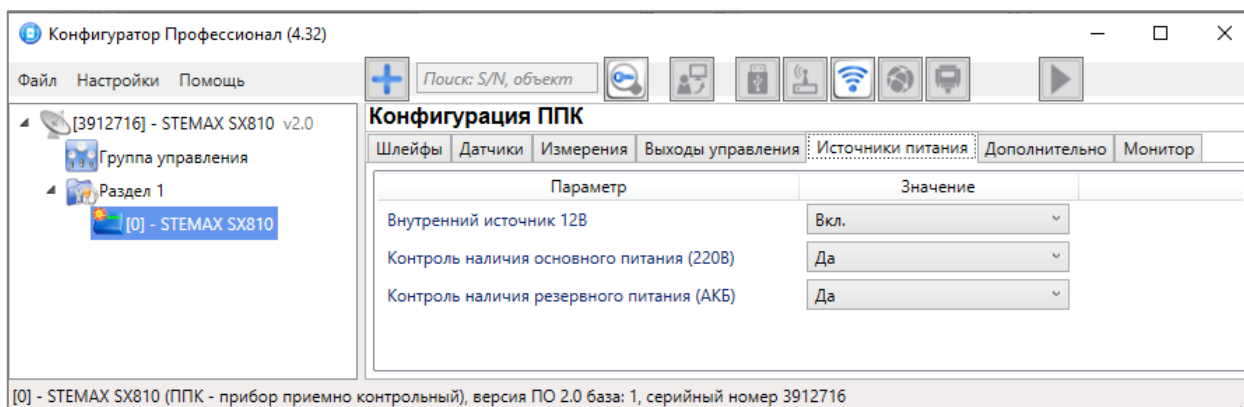 Конфигуратор Профессионал (4.32)
Файл Настройки Помощь
Поиск: S/N, объект
[3912716] - STEMAX SX810 v2.0
Группа управления
Раздел 1
[0] - STEMAX SX810
Конфигурация ППК
Шлейфы Датчики Измерения Выходы управления Источники питания Дополнительно Монитор
Параметр Значение
Внутренний источник 12В Вкл.
Контроль наличия основного питания (220В) Да
Контроль наличия резервного питания (АКБ) Да
[0] - STEMAX SX810 (ППК - прибор приемно контрольный), версия ПО 2.0 база: 1, серийный номер 3912716